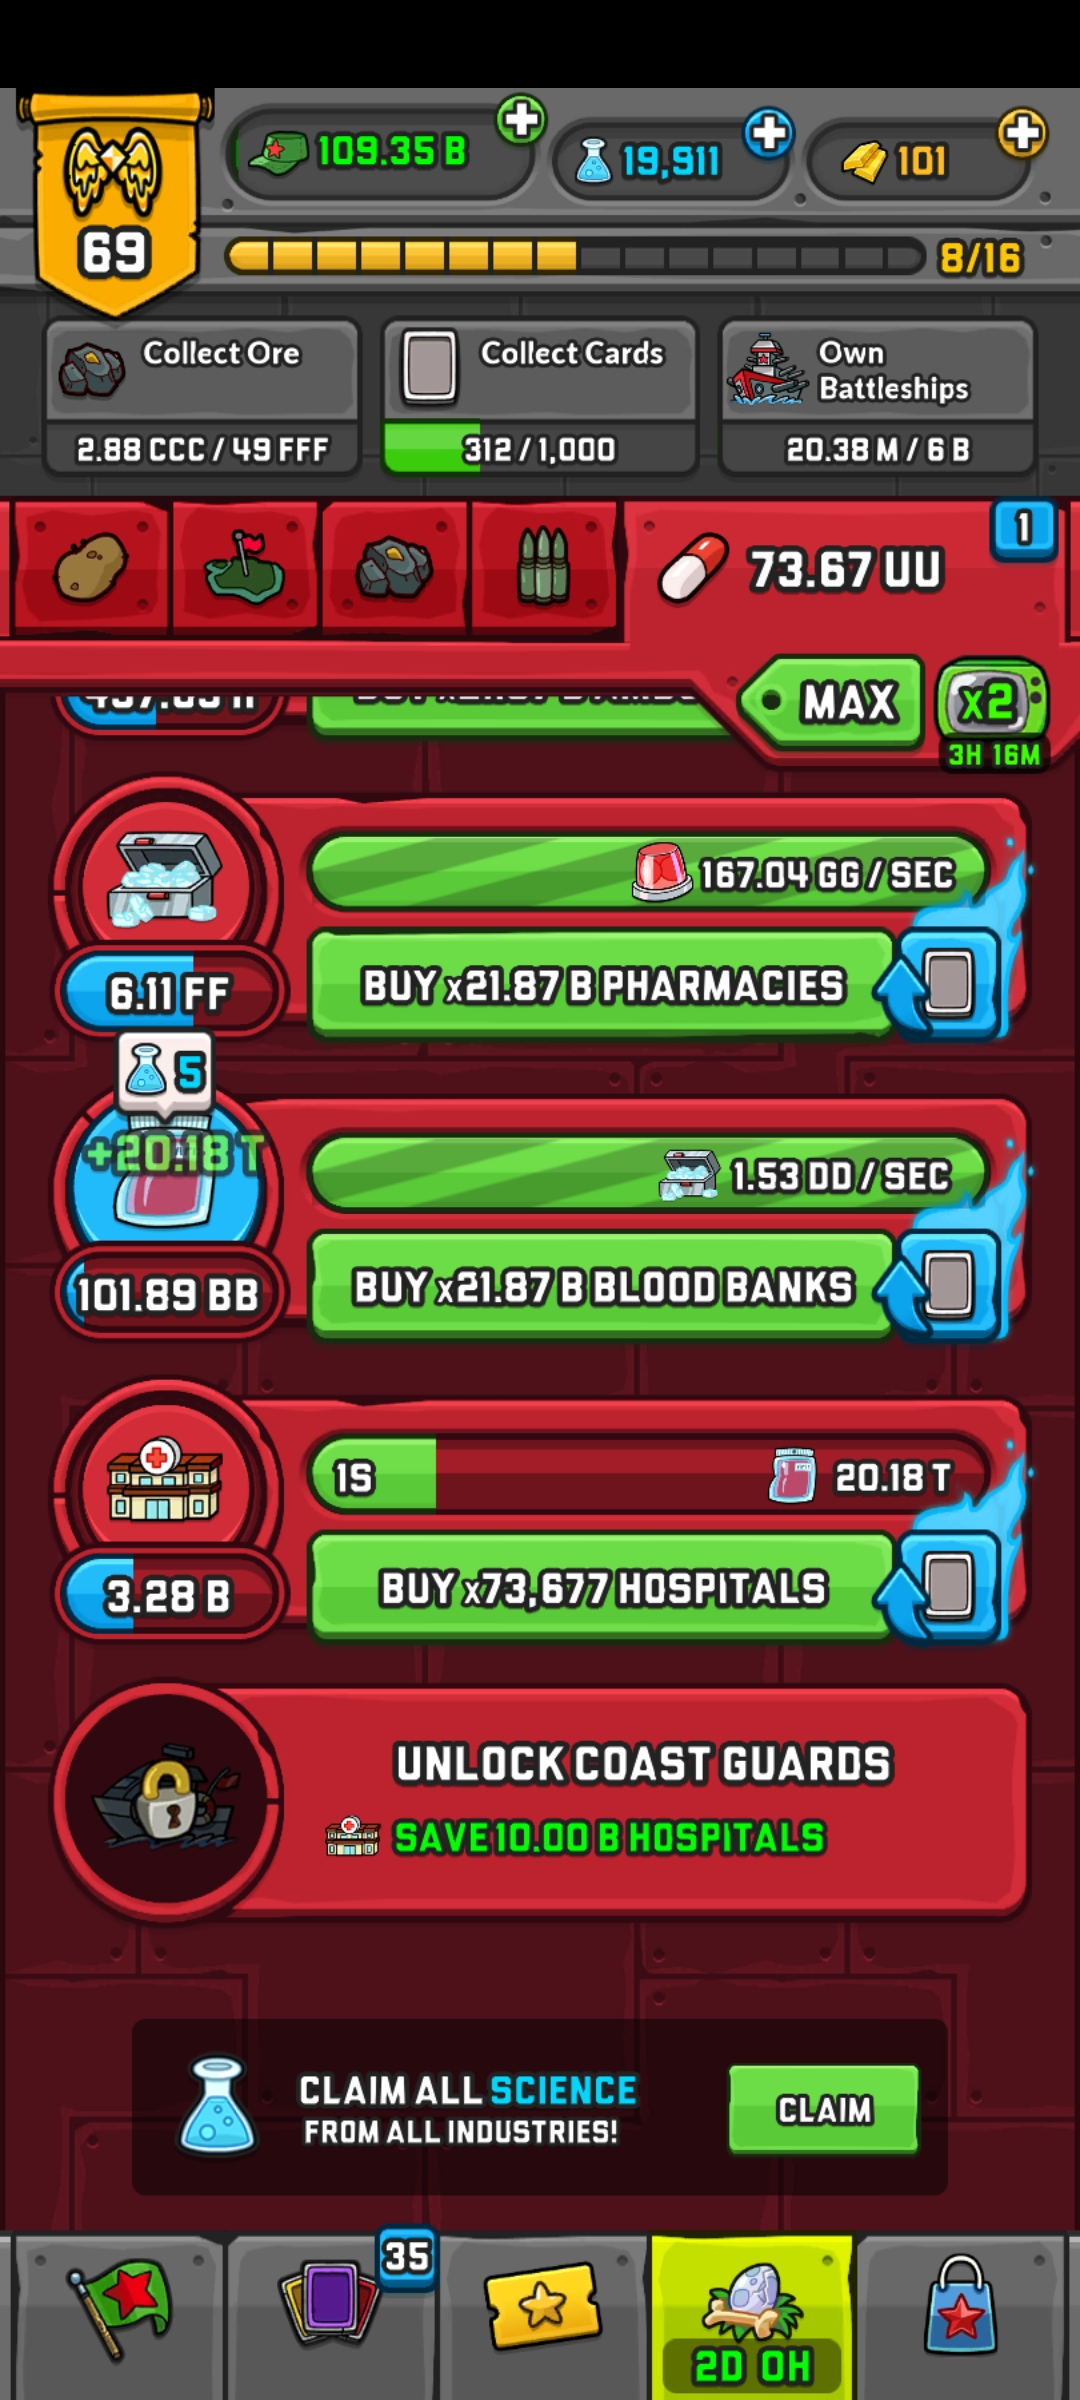 109.35 B
19,911
101
69
8/16
Collect Ore
2.88 CCC / 49 FFF
Collect Cards
312 / 1,000
Own
Battleships
20.38 M / 6 B
73.67 UU
1
MAX
x2
3H 16M
167.04 GG / SEC
BUY x21.87 B PHARMACIES
6.11 FF
5
+20.18 T
1.53 DD / SEC
BUY x21.87 B BLOOD BANKS
101.89 BB
1S
20.18 T
BUY x73,677 HOSPITALS
3.28 B
UNLOCK COAST GUARDS
SAVE 10.00 B HOSPITALS
CLAIM ALL SCIENCE
FROM ALL INDUSTRIES!
CLAIM
35
2D 0H